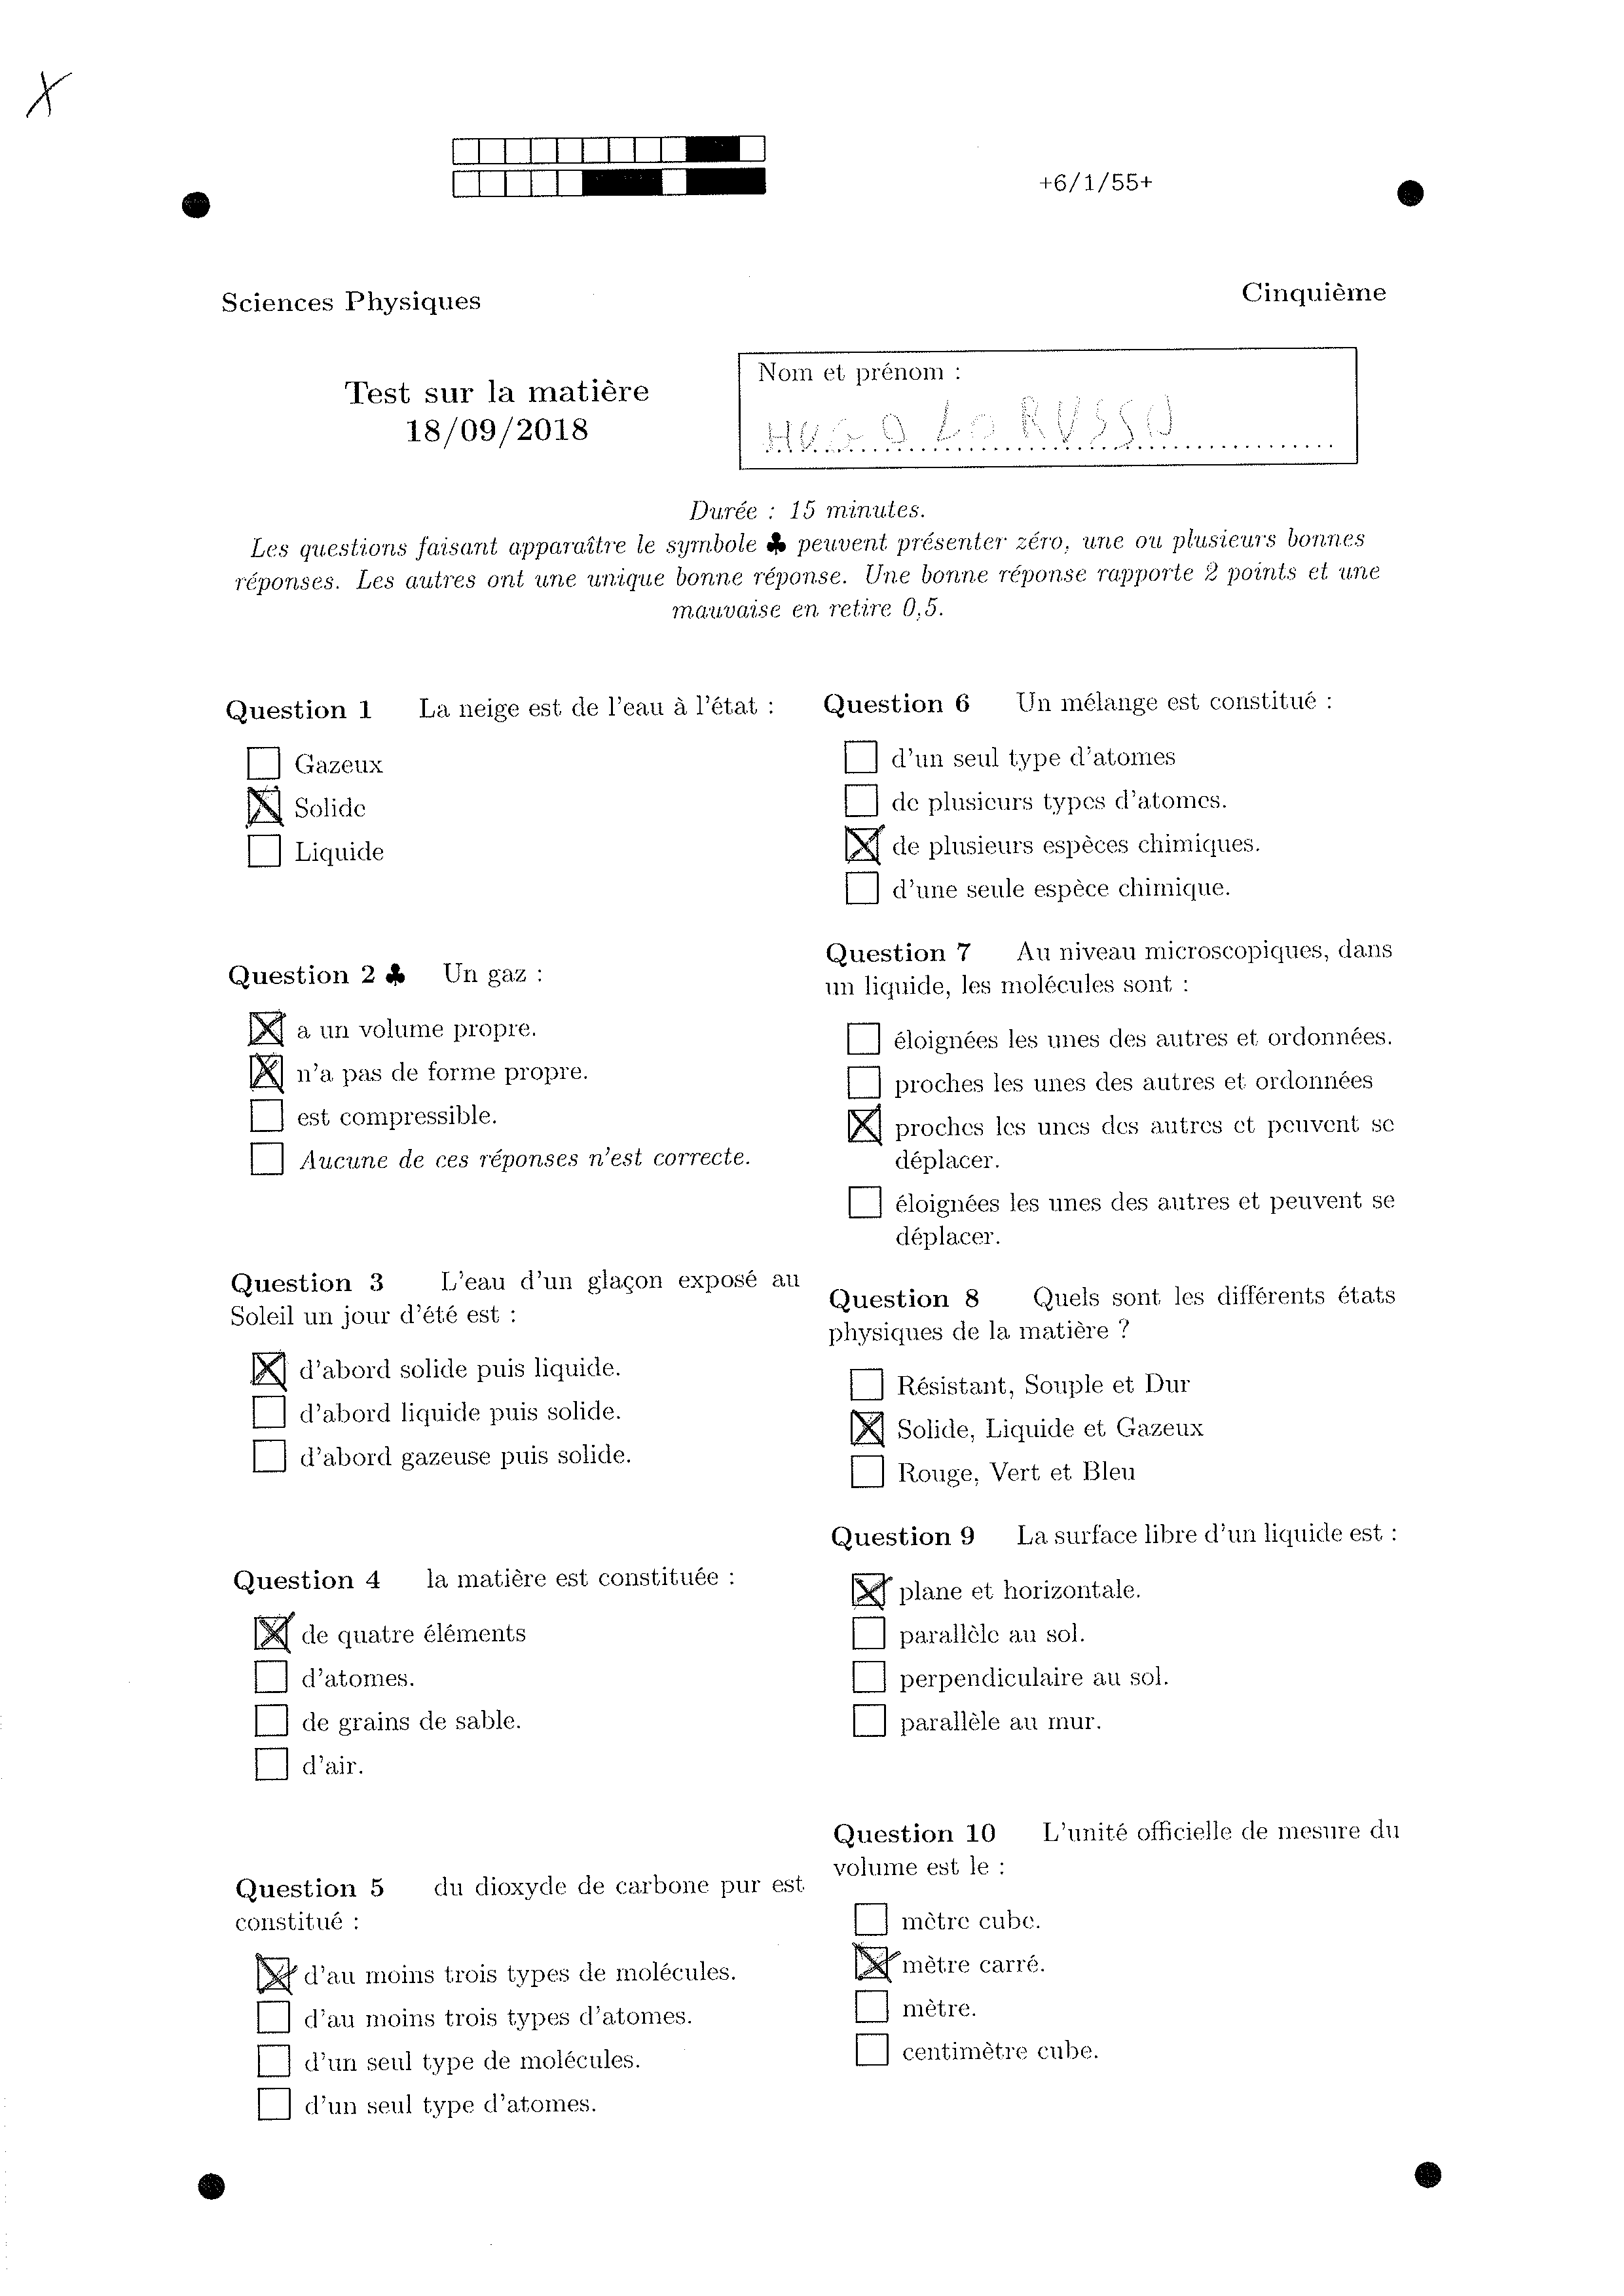 +6/1/55+
Sciences Physiques
Cinquième
Test sur la matière
18/09/2018
Nom et prénom :
HUGO LO RUSSO
Durée : 15 minutes.
Les questions faisant apparaître le symbole ♣ peuvent présenter zéro, une ou plusieurs bonnes
réponses. Les autres ont une unique bonne réponse. Une bonne réponse rapporte 2 points et une
mauvaise en retire 0,5.
Question 1 La neige est de l'eau à l'état :
Gazeux
Solide
Liquide
Question 2 ♣ Un gaz :
a un volume propre.
n'a pas de forme propre.
est compressible.
Aucune de ces réponses n'est correcte.
Question 3 L'eau d'un glaçon exposé au
Soleil un jour d'été est :
d'abord solide puis liquide.
d'abord liquide puis solide.
d'abord gazeuse puis solide.
Question 4 la matière est constituée :
de quatre éléments
d'atomes.
de grains de sable.
d'air.
Question 5 du dioxyde de carbone pur est
constitué :
d'au moins trois types de molécules.
d'au moins trois types d'atomes.
d'un seul type de molécules.
d'un seul type d'atomes.
Question 6 Un mélange est constitué :
d'un seul type d'atomes
de plusieurs types d'atomes.
de plusieurs espèces chimiques.
d'une seule espèce chimique.
Question 7 Au niveau microscopiques, dans
un liquide, les molécules sont :
éloignées les unes des autres et ordonnées.
proches les unes des autres et ordonnées
proches les unes des autres et peuvent se
déplacer.
éloignées les unes des autres et peuvent se
déplacer.
Question 8 Quels sont les différents états
physiques de la matière ?
Résistant, Souple et Dur
Solide, Liquide et Gazeux
Rouge, Vert et Bleu
Question 9 La surface libre d'un liquide est :
plane et horizontale.
parallèle au sol.
perpendiculaire au sol.
parallèle au mur.
Question 10 L'unité officielle de mesure du
volume est le :
mètre cube.
mètre carré.
mètre.
centimètre cube.